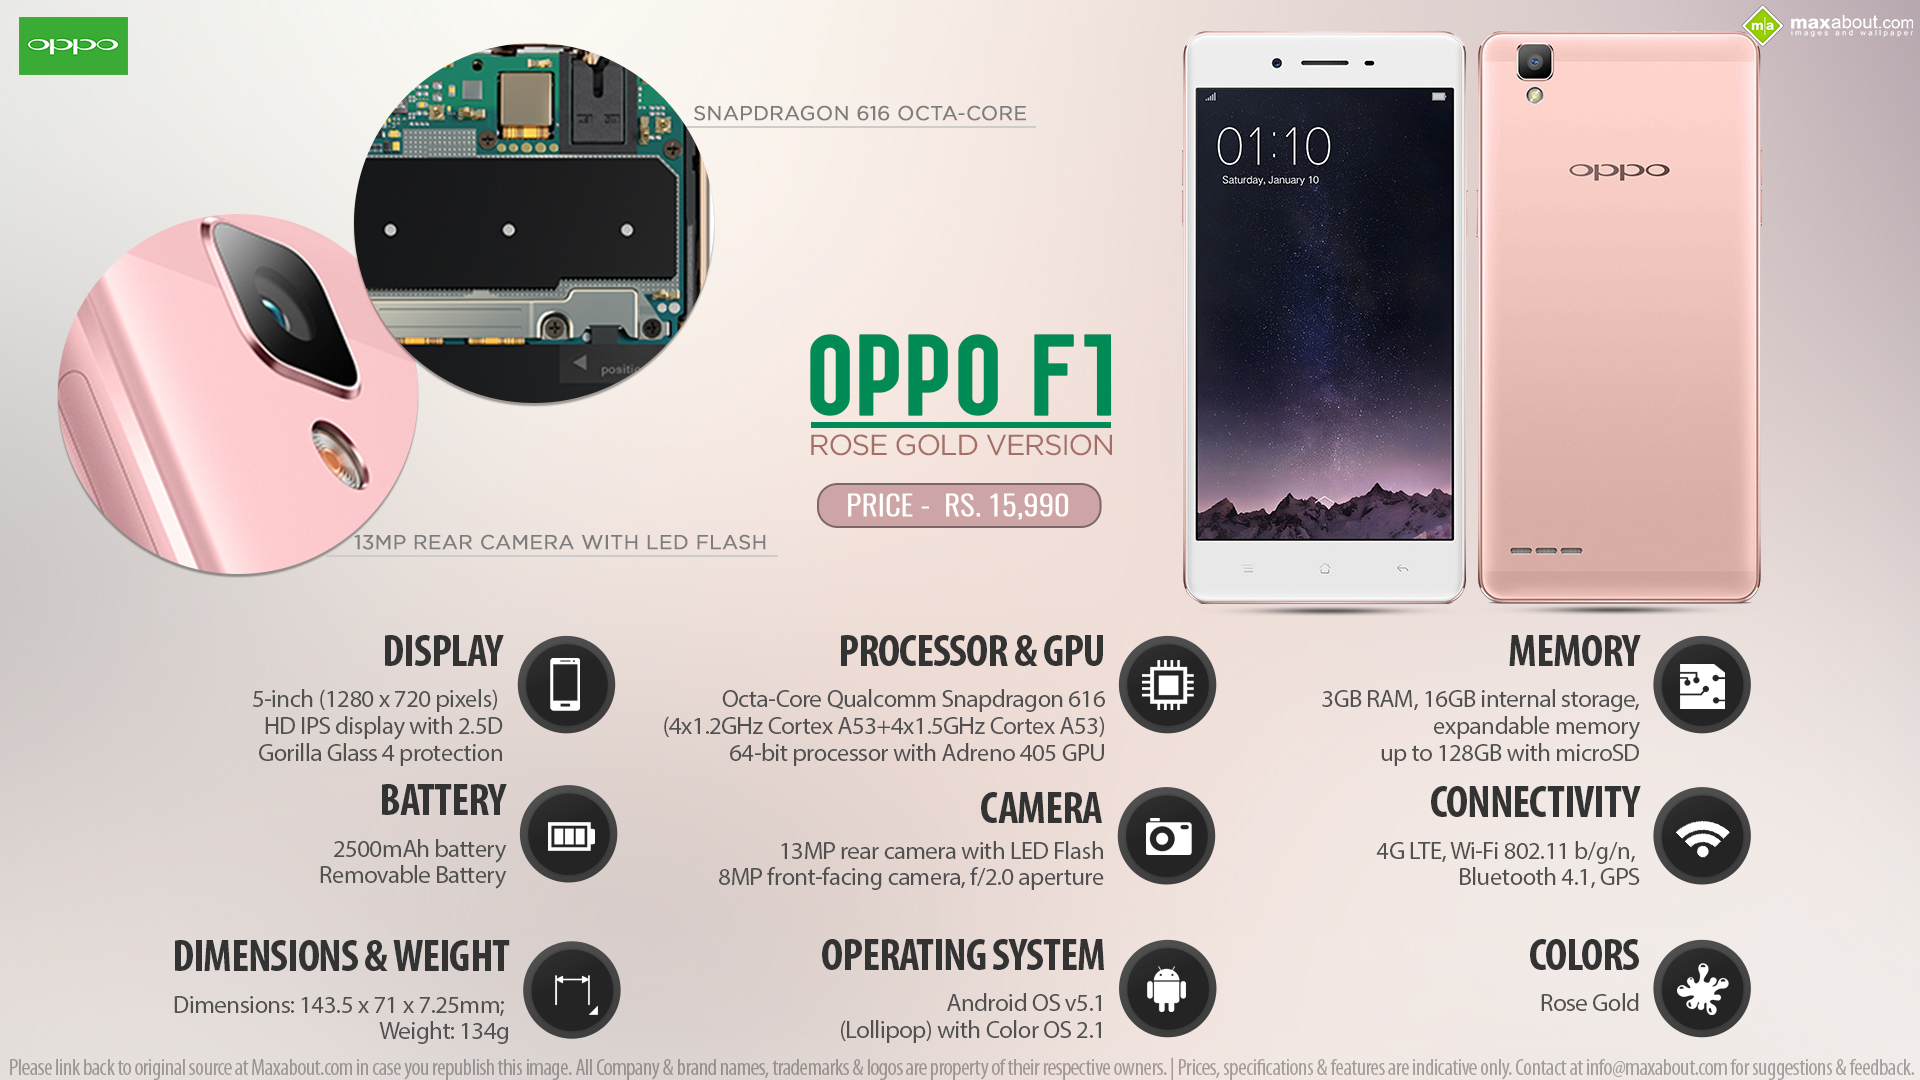 oppo
m|a maxabout.com
images and wallpaper
SNAPDRAGON 616 OCTA-CORE
01:10
Saturday, January 10
oppo
13MP REAR CAMERA WITH LED FLASH
OPPO F1
ROSE GOLD VERSION
PRICE - RS. 15,990
DISPLAY
5-inch (1280 x 720 pixels)
HD IPS display with 2.5D
Gorilla Glass 4 protection
PROCESSOR & GPU
Octa-Core Qualcomm Snapdragon 616
(4x1.2GHz Cortex A53+4x1.5GHz Cortex A53)
64-bit processor with Adreno 405 GPU
MEMORY
3GB RAM, 16GB internal storage,
expandable memory
up to 128GB with microSD
BATTERY
2500mAh battery
Removable Battery
CAMERA
13MP rear camera with LED Flash
8MP front-facing camera, f/2.0 aperture
CONNECTIVITY
4G LTE, Wi-Fi 802.11 b/g/n,
Bluetooth 4.1, GPS
DIMENSIONS & WEIGHT
Dimensions: 143.5 x 71 x 7.25mm;
Weight: 134g
OPERATING SYSTEM
Android OS v5.1
(Lollipop) with Color OS 2.1
COLORS
Rose Gold
Please link back to original source at Maxabout.com in case you republish this image. All Company & brand names, trademarks & logos are property of their respective owners. | Prices, specifications & features are indicative only. Contact at info@maxabout.com for suggestions & feedback.